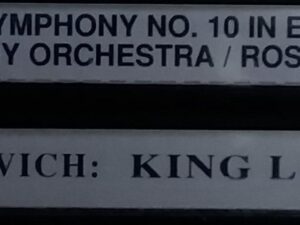 YMPHONY NO. 10 IN E
Y ORCHESTRA / ROS
VICH: KING L